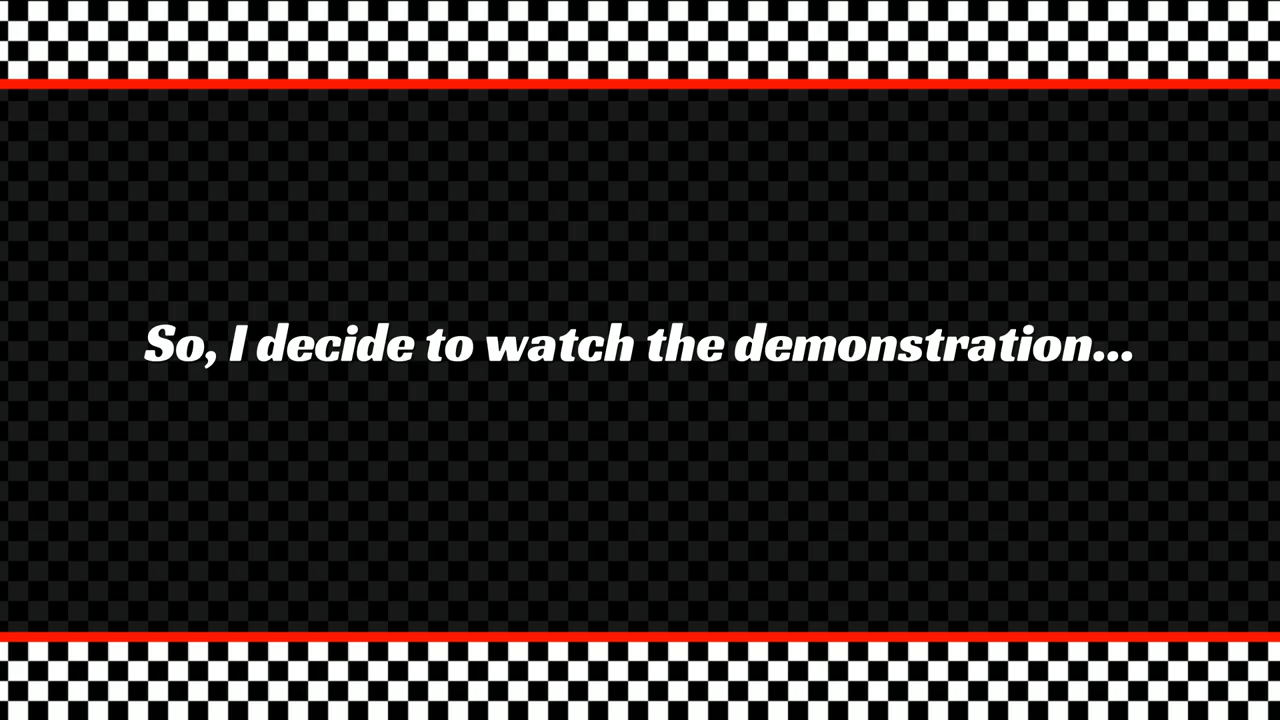 So, I decide to watch the demonstration...